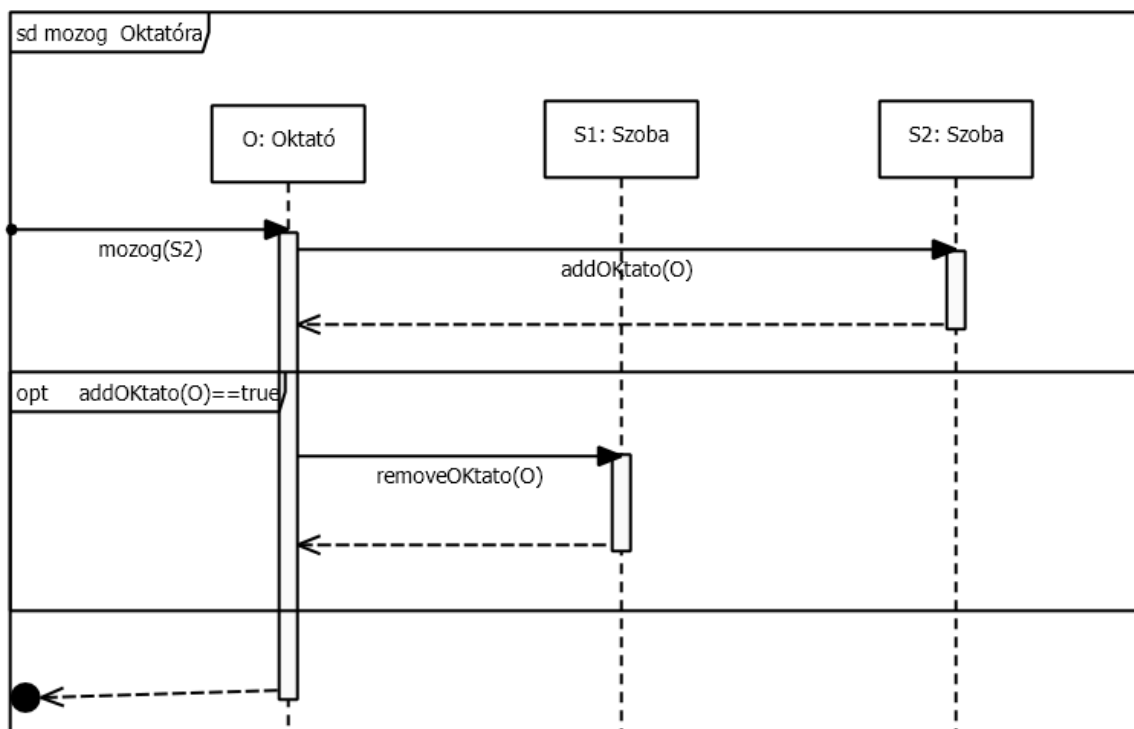 sd mozog Oktatóra
O: Oktató
S1: Szoba
S2: Szoba
mozog(S2)
addOKtato(O)
opt addOKtato(O)==true
removeOKtato(O)